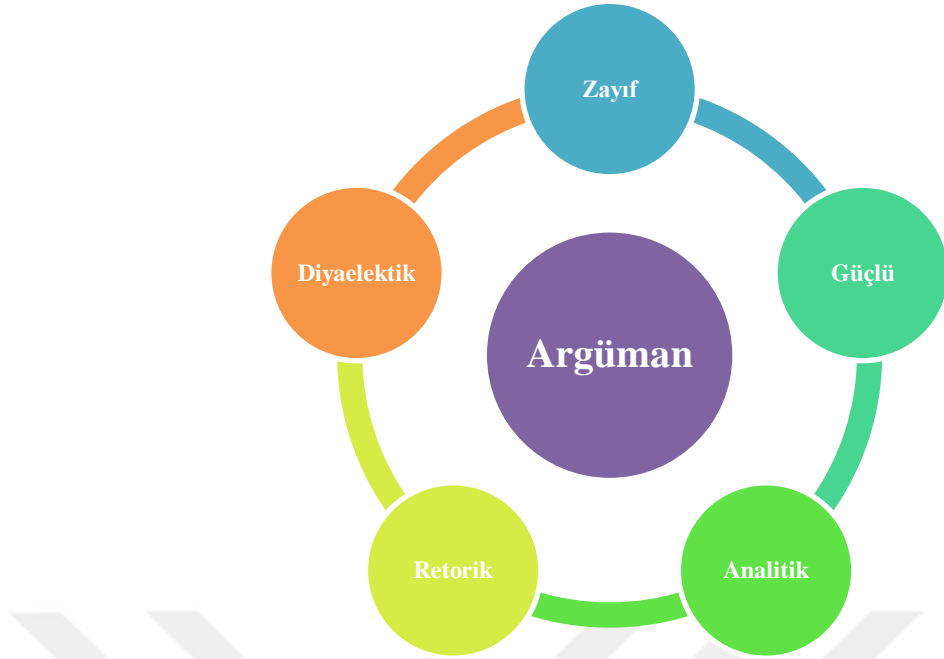 Zayıf
Güçlü
Analitik
Retorik
Diyaelektik
Argüman